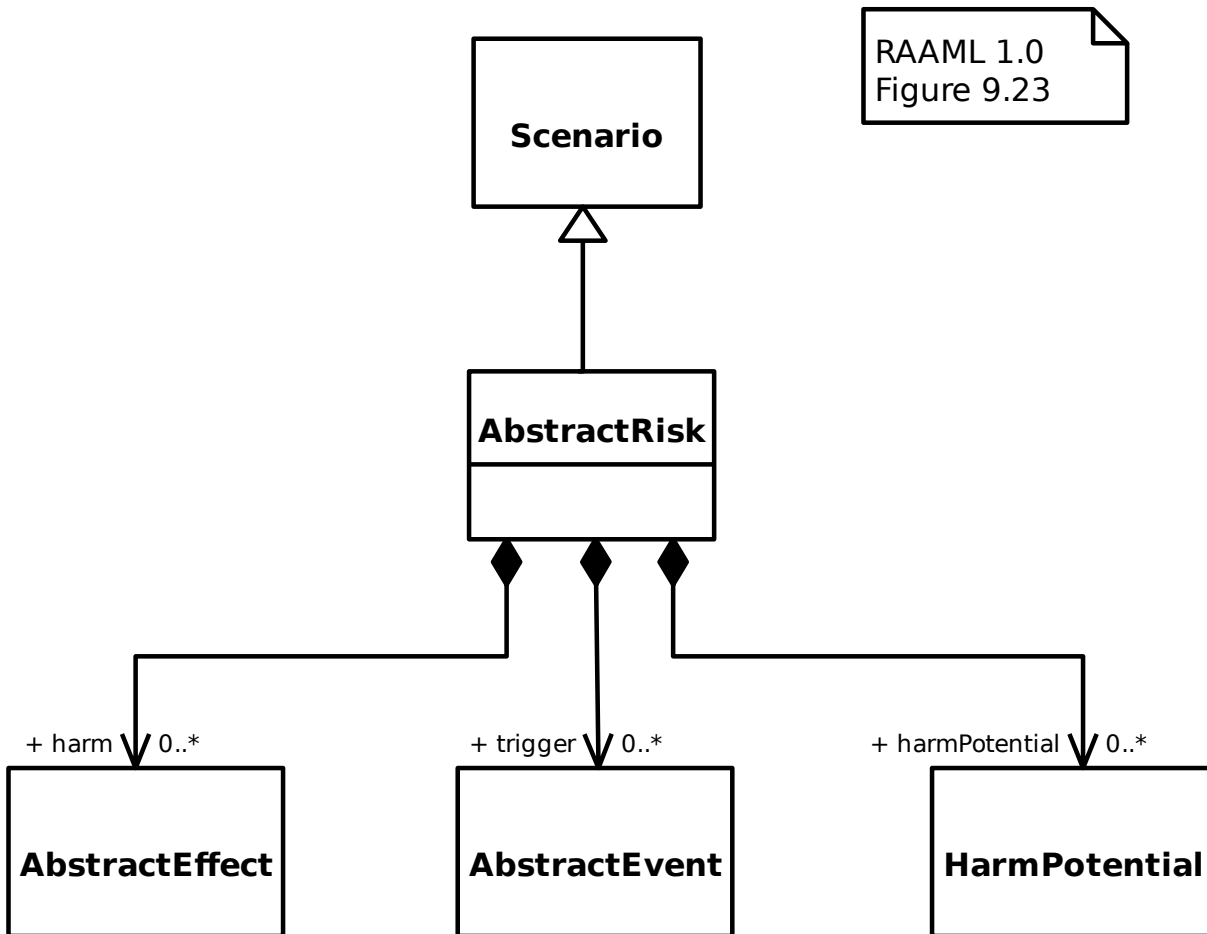 RAAML 1.0
Figure 9.23
Scenario
AbstractRisk
+ harm 0..*
+ trigger 0..*
+ harmPotential 0..*
AbstractEffect
AbstractEvent
HarmPotential